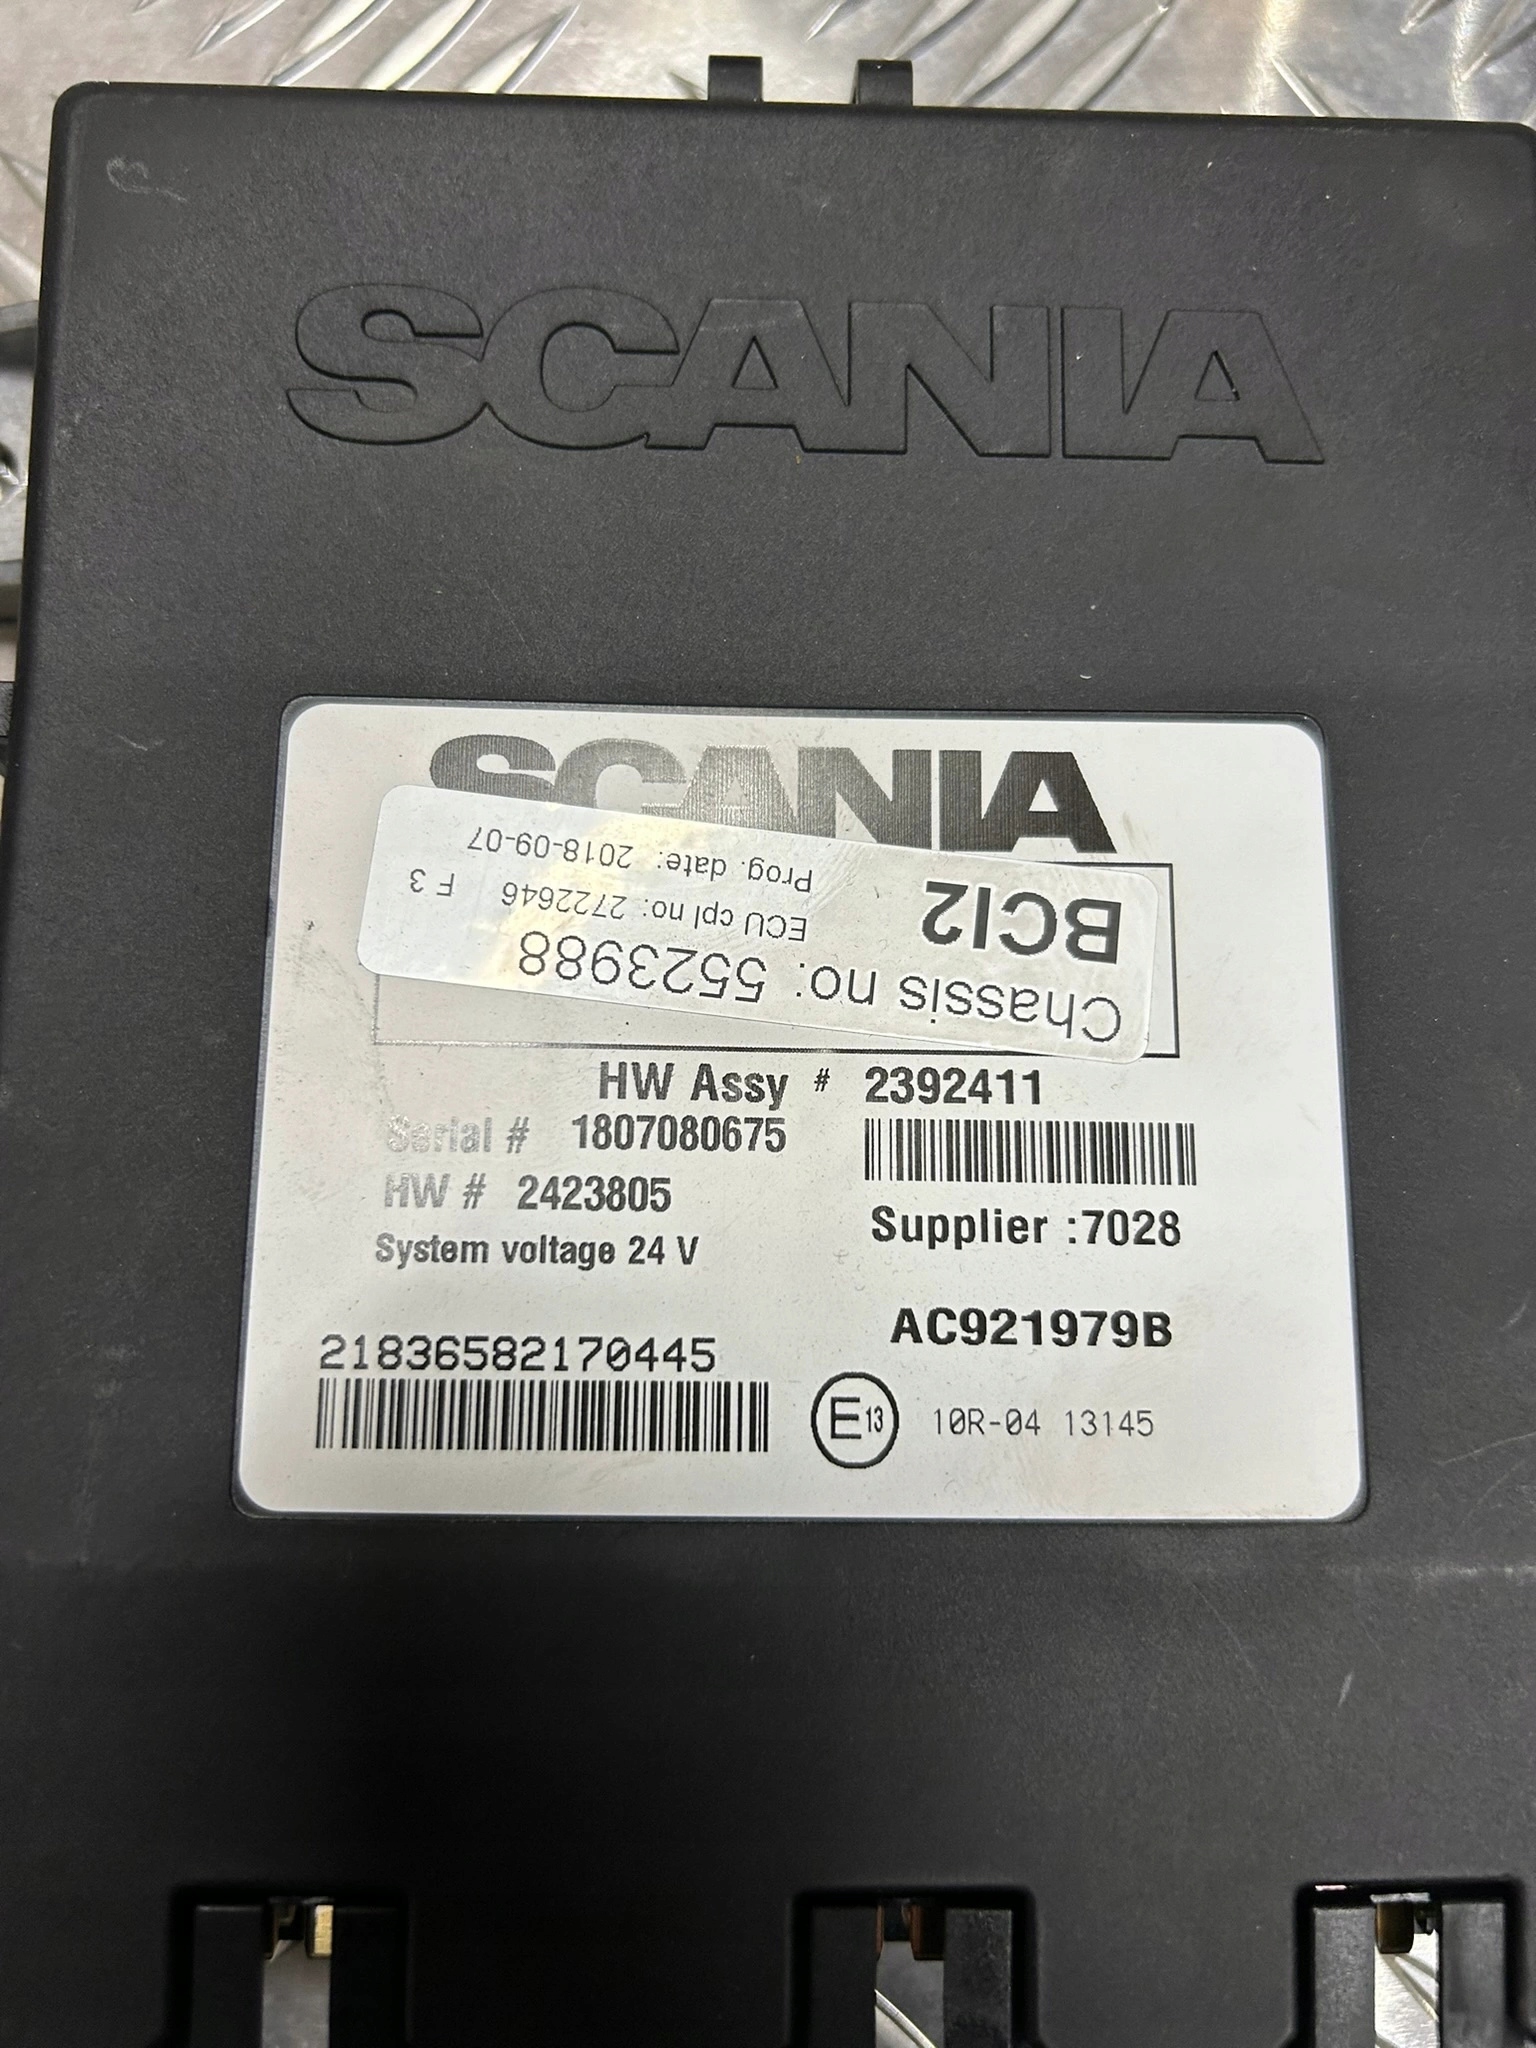 SCANIA
SCANIA
Chassis no: 5523988
ECU cpl no: 2722646 F 3
Prog. date: 2018-09-07
BCI2
HW Assy # 2392411
Serial # 1807080675
HW # 2423805
System voltage 24 V
Supplier :7028
AC921979B
21836582170445
E13 10R-04 13145